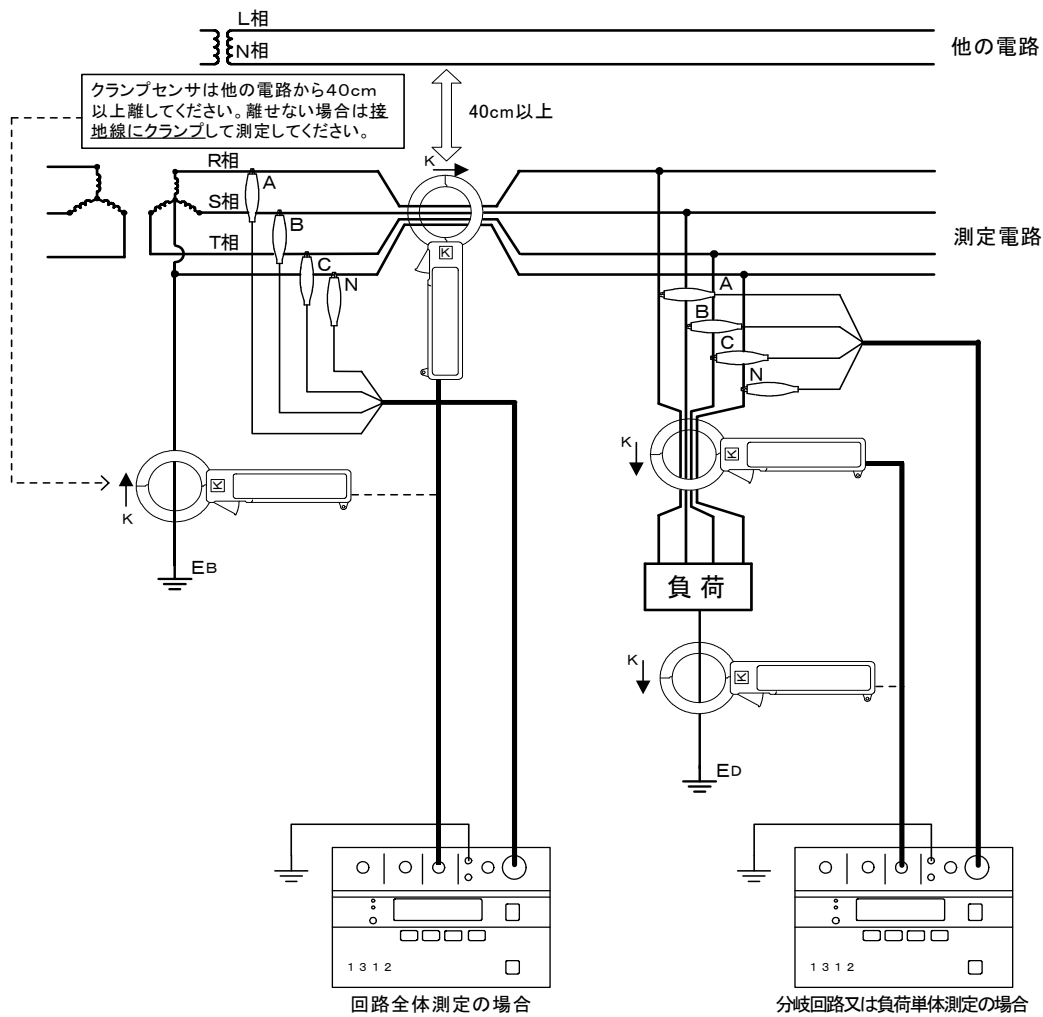 L相
N相
他の電路
クランプセンサは他の電路から40cm
以上離してください。離せない場合は接
地線にクランプして測定してください。
40cm以上
K
R相
A
S相
B
T相
C
N
K
測定電路
A
B
C
N
K
K
K
K
EB
負荷
K
K
ED
1312
1312
回路全体測定の場合
分岐回路又は負荷単体測定の場合